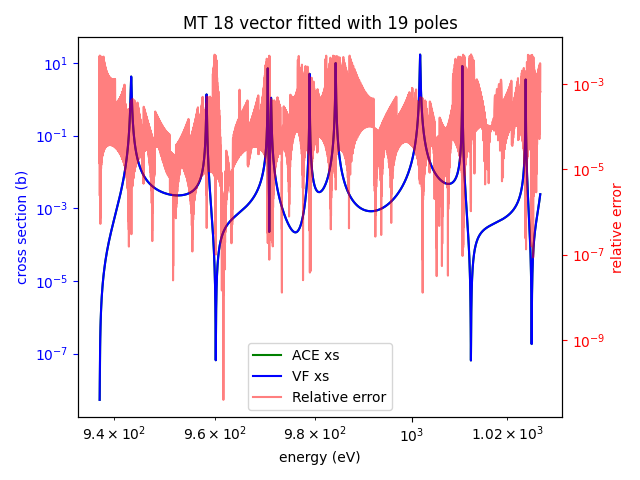 MT 18 vector fitted with 19 poles
10¹
10⁻¹
10⁻³
10⁻⁵
10⁻⁷
cross section (b)
10⁻³
10⁻⁵
10⁻⁷
10⁻⁹
relative error
ACE xs
VF xs
Relative error
9.4 × 10² 9.6 × 10² 9.8 × 10² 10³ 1.02 × 10³
energy (eV)